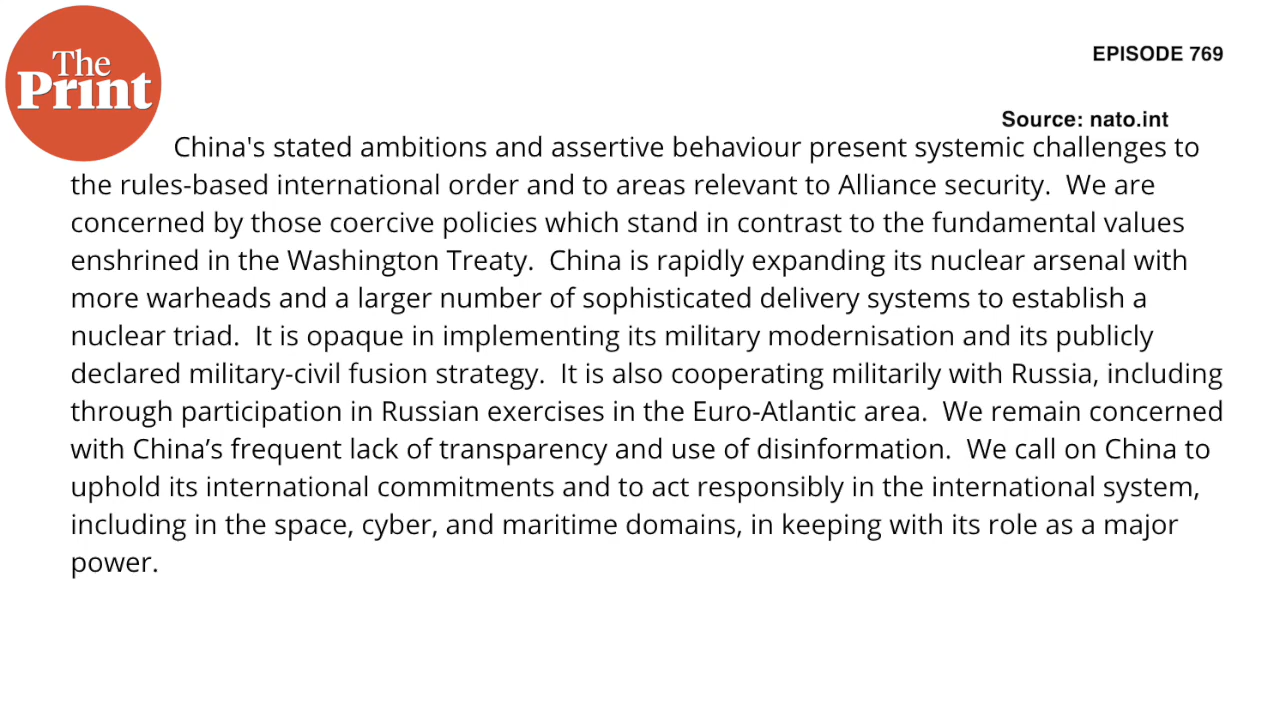 The
Print
EPISODE 769
Source: nato.int
China's stated ambitions and assertive behaviour present systemic challenges to
the rules-based international order and to areas relevant to Alliance security.  We are
concerned by those coercive policies which stand in contrast to the fundamental values
enshrined in the Washington Treaty.  China is rapidly expanding its nuclear arsenal with
more warheads and a larger number of sophisticated delivery systems to establish a
nuclear triad.  It is opaque in implementing its military modernisation and its publicly
declared military-civil fusion strategy.  It is also cooperating militarily with Russia, including
through participation in Russian exercises in the Euro-Atlantic area.  We remain concerned
with China’s frequent lack of transparency and use of disinformation.  We call on China to
uphold its international commitments and to act responsibly in the international system,
including in the space, cyber, and maritime domains, in keeping with its role as a major
power.